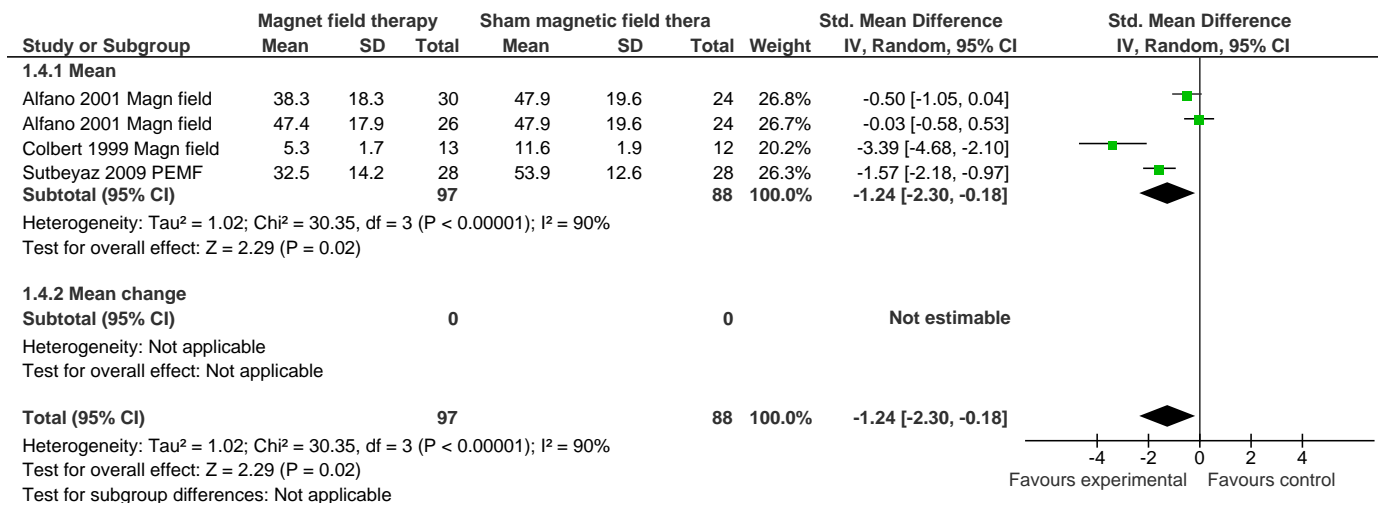 Magnet field therapy Sham magnetic field thera Std. Mean Difference Std. Mean Difference
Study or Subgroup Mean SD Total Mean SD Total Weight IV, Random, 95% CI IV, Random, 95% CI
1.4.1 Mean
Alfano 2001 Magn field 38.3 18.3 30 47.9 19.6 24 26.8% -0.50 [-1.05, 0.04]
Alfano 2001 Magn field 47.4 17.9 26 47.9 19.6 24 26.7% -0.03 [-0.58, 0.53]
Colbert 1999 Magn field 5.3 1.7 13 11.6 1.9 12 20.2% -3.39 [-4.68, -2.10]
Sutbeyaz 2009 PEMF 32.5 14.2 28 53.9 12.6 28 26.3% -1.57 [-2.18, -0.97]
Subtotal (95% CI) 97 88 100.0% -1.24 [-2.30, -0.18]
Heterogeneity: Tau² = 1.02; Chi² = 30.35, df = 3 (P < 0.00001); I² = 90%
Test for overall effect: Z = 2.29 (P = 0.02)
1.4.2 Mean change
Subtotal (95% CI) 0 0 Not estimable
Heterogeneity: Not applicable
Test for overall effect: Not applicable
Total (95% CI) 97 88 100.0% -1.24 [-2.30, -0.18]
Heterogeneity: Tau² = 1.02; Chi² = 30.35, df = 3 (P < 0.00001); I² = 90%
Test for overall effect: Z = 2.29 (P = 0.02)
Test for subgroup differences: Not applicable
-4 -2 0 2 4
Favours experimental Favours control